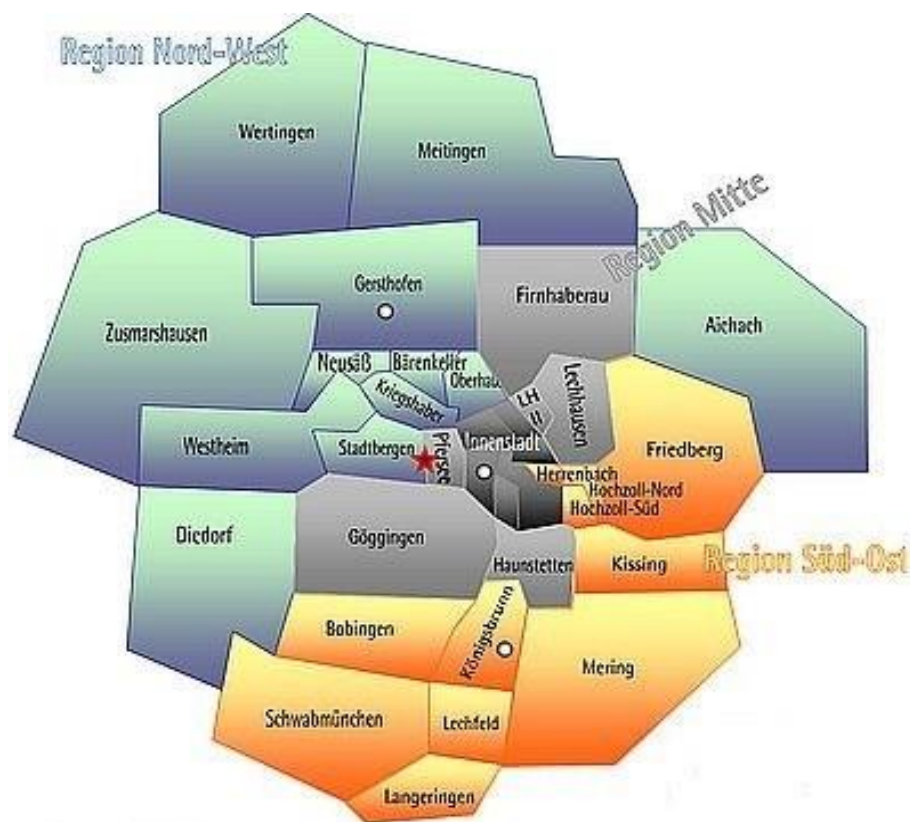 Region Nord-West
Wertingen
Meitingen
Region Mitte
Gersthofen
Firnhaberau
Zusmarshausen
Aichach
Neusäß
Bärenkeller
Oberhau
Kriegshaber
LH II
Lechhausen
Westheim
Stadtbergen
Pfersee
Innenstadt
Friedberg
Herrenbach
Hochzoll-Nord
Hochzoll-Süd
Diedorf
Göggingen
Haunstetten
Kissing
Region Süd-Ost
Bobingen
Königsbrunn
Mering
Schwabmünchen
Lechfeld
Langeringen